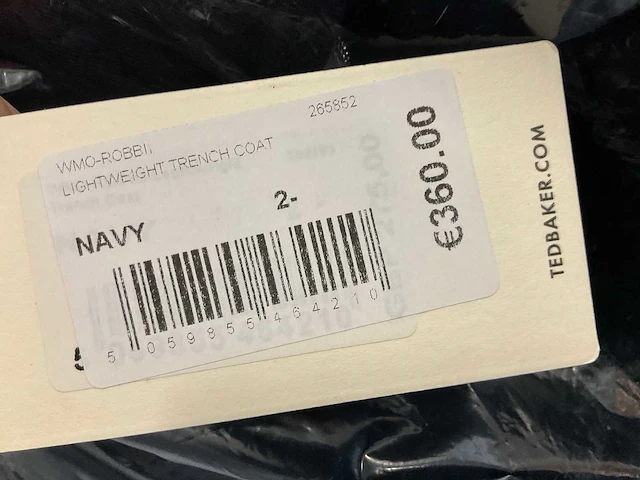 265852
WMO-ROBBII
LIGHTWEIGHT TRENCH COAT
2-
NAVY
€360.00
5 059855 464210
TEDBAKER.COM